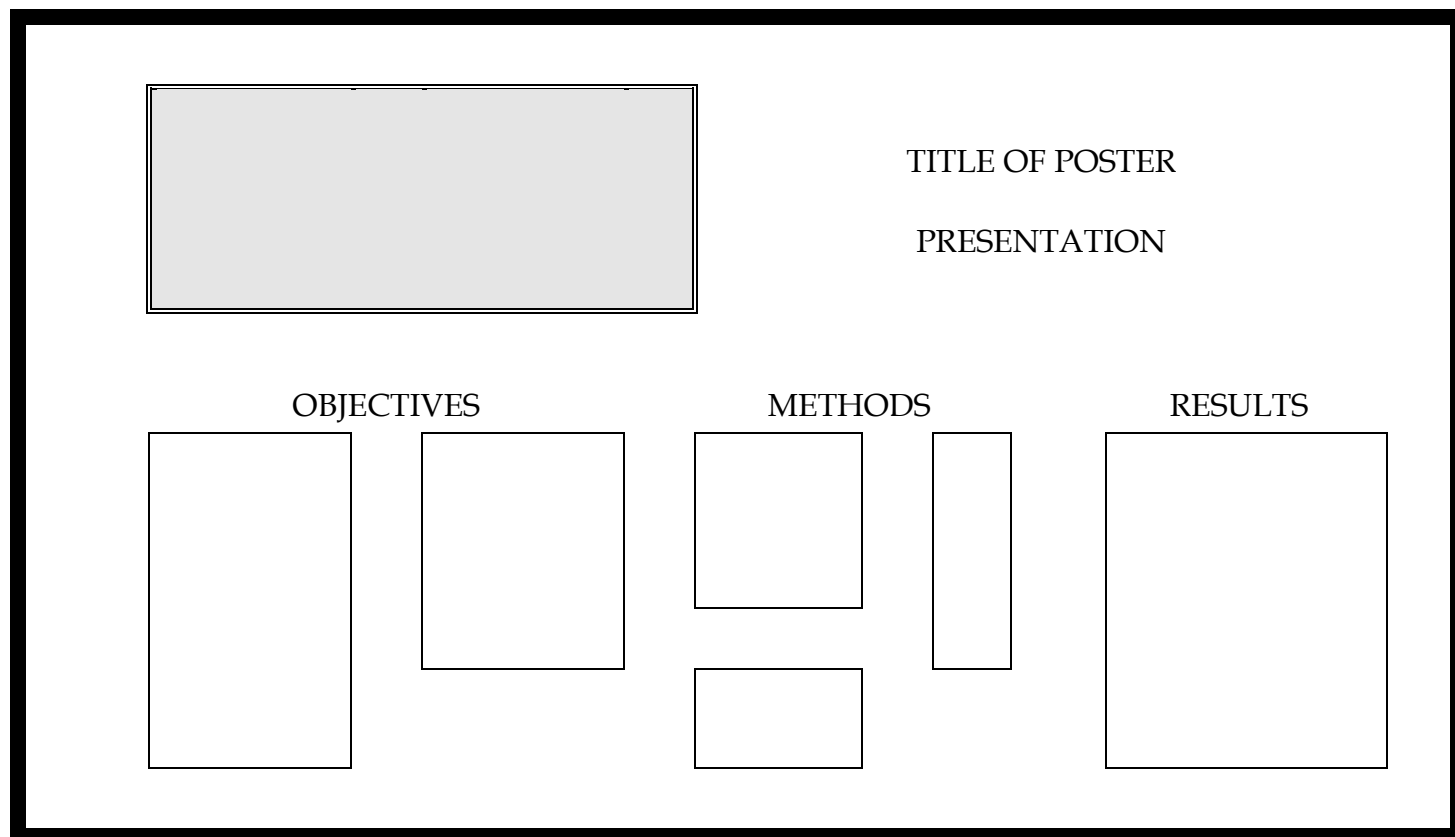 TITLE OF POSTER
PRESENTATION
OBJECTIVES
METHODS
RESULTS